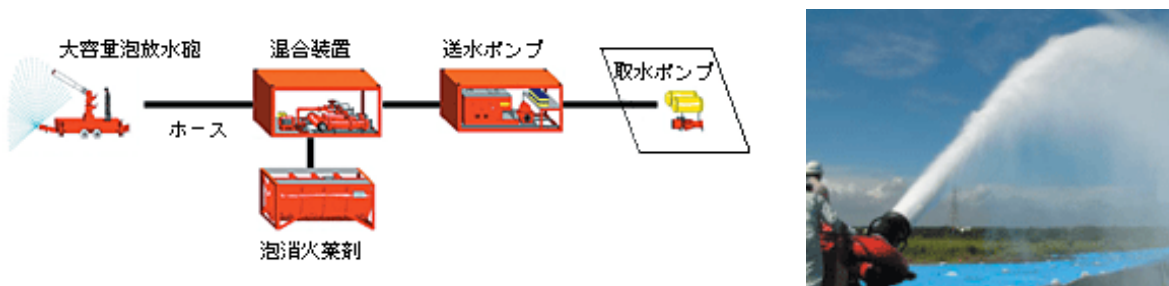 大容量泡放水砲
混合装置
送水ポンプ
取水ポンプ
ホース
泡消火薬剤